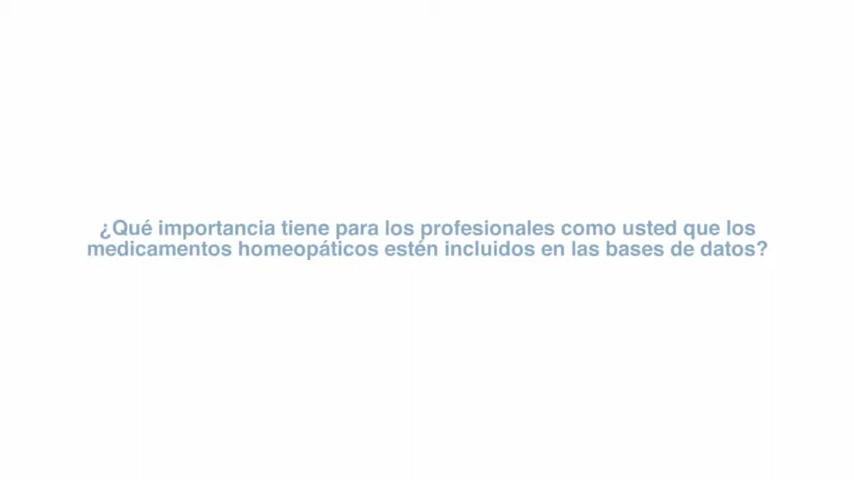 ¿Qué importancia tiene para los profesionales como usted que los
medicamentos homeopáticos estén incluidos en las bases de datos?